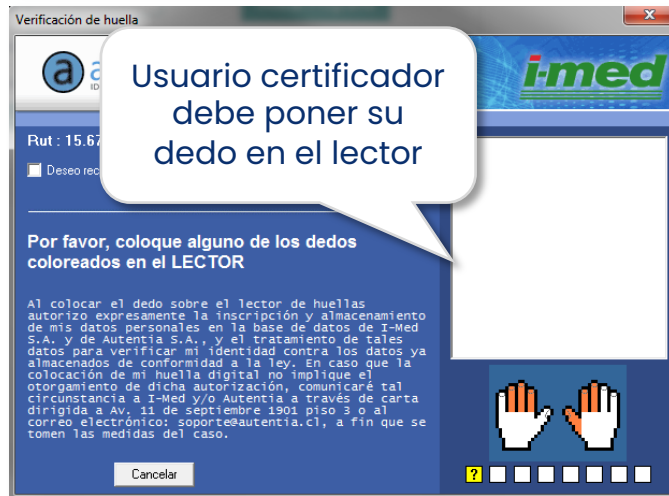 Verificación de huella
x
a
Usuario certificador
debe poner su
dedo en el lector
i-med
Rut : 15.67
Deseo rec
Por favor, coloque alguno de los dedos
coloreados en el LECTOR
Al colocar el dedo sobre el lector de huellas
autorizo expresamente la inscripción y almacenamiento
de mis datos personales en la base de datos de I-Med
S.A. y de Autentia S.A., y el tratamiento de tales
datos para verificar mi identidad contra los datos ya
almacenados de conformidad a la ley. En caso que la
colocación de mi huella digital no implique el
otorgamiento de dicha autorización, comunicaré tal
circunstancia a I-Med y/o Autentia a través de carta
dirigida a Av. 11 de septiembre 1901 piso 3 o al
correo electrónico: soporte@autentia.cl, a fin que se
tomen las medidas del caso.
Cancelar
?